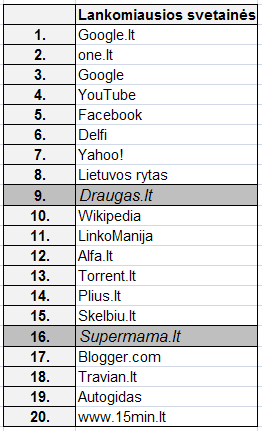 Lankomiausios svetainės
1. Google.lt
2. one.lt
3. Google
4. YouTube
5. Facebook
6. Delfi
7. Yahoo!
8. Lietuvos rytas
9. Draugas.lt
10. Wikipedia
11. LinkoManija
12. Alfa.lt
13. Torrent.lt
14. Plius.lt
15. Skelbiu.lt
16. Supermama.lt
17. Blogger.com
18. Travian.lt
19. Autogidas
20. www.15min.lt